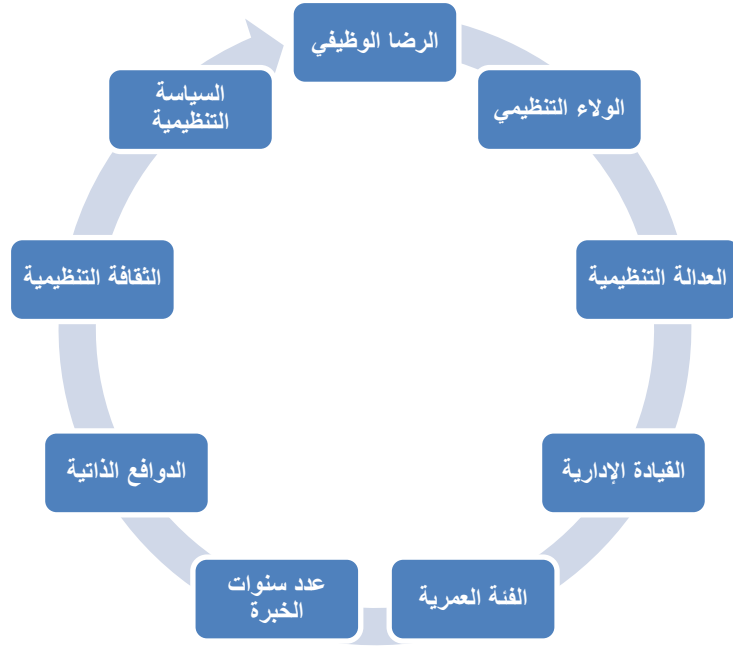 الرضا الوظيفي
الولاء التنظيمي
العدالة التنظيمية
القيادة الإدارية
الفئة العمرية
عدد سنوات
الخبرة
الدوافع الذاتية
الثقافة التنظيمية
السياسة
التنظيمية